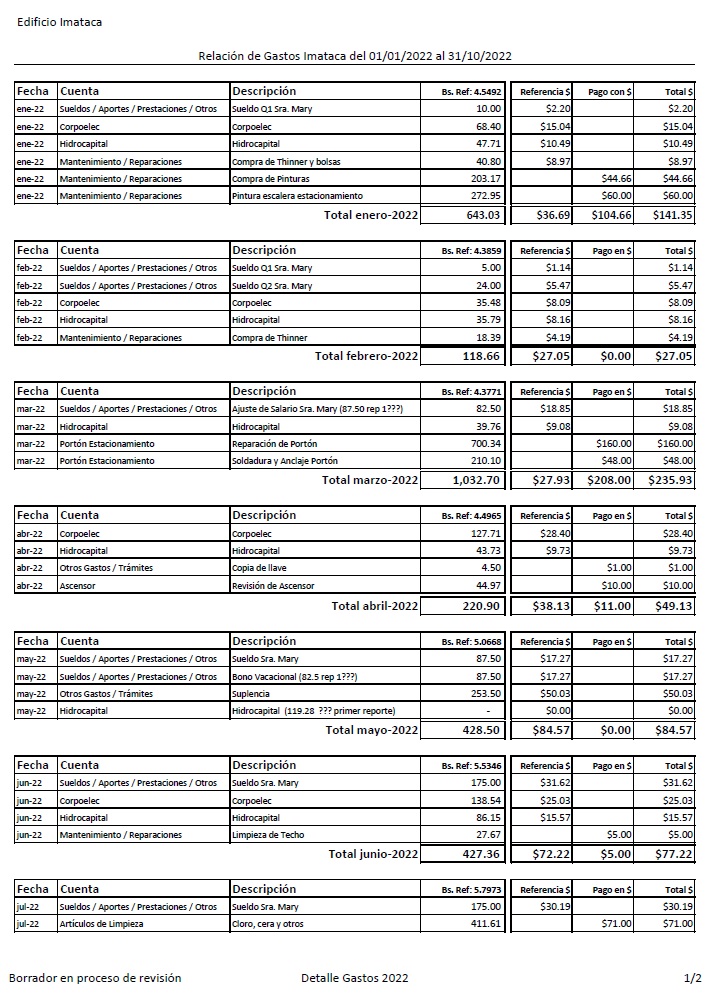 Edificio Imataca
Relación de Gastos Imataca del 01/01/2022 al 31/10/2022
Fecha Cuenta Descripción Bs. Ref: 4.5492 Referencia $ Pago con $ Total $
ene-22 Sueldos / Aportes / Prestaciones / Otros Sueldo Q1 Sra. Mary 10.00 $2.20 $2.20
ene-22 Corpoelec Corpoelec 68.40 $15.04 $15.04
ene-22 Hidrocapital Hidrocapital 47.71 $10.49 $10.49
ene-22 Mantenimiento / Reparaciones Compra de Thinner y bolsas 40.80 $8.97 $8.97
ene-22 Mantenimiento / Reparaciones Compra de Pinturas 203.17 $44.66 $44.66
ene-22 Mantenimiento / Reparaciones Pintura escalera estacionamiento 272.95 $60.00 $60.00
Total enero-2022 643.03 $36.69 $104.66 $141.35
Fecha Cuenta Descripción Bs. Ref: 4.3859 Referencia $ Pago en $ Total $
feb-22 Sueldos / Aportes / Prestaciones / Otros Sueldo Q1 Sra. Mary 5.00 $1.14 $1.14
feb-22 Sueldos / Aportes / Prestaciones / Otros Sueldo Q2 Sra. Mary 24.00 $5.47 $5.47
feb-22 Corpoelec Corpoelec 35.48 $8.09 $8.09
feb-22 Hidrocapital Hidrocapital 35.79 $8.16 $8.16
feb-22 Mantenimiento / Reparaciones Compra de Thinner 18.39 $4.19 $4.19
Total febrero-2022 118.66 $27.05 $0.00 $27.05
Fecha Cuenta Descripción Bs. Ref: 4.3771 Referencia $ Pago en $ Total $
mar-22 Sueldos / Aportes / Prestaciones / Otros Ajuste de Salario Sra. Mary (87.50 rep 1???) 82.50 $18.85 $18.85
mar-22 Hidrocapital Hidrocapital 39.76 $9.08 $9.08
mar-22 Portón Estacionamiento Reparación de Portón 700.34 $160.00 $160.00
mar-22 Portón Estacionamiento Soldadura y Anclaje Portón 210.10 $48.00 $48.00
Total marzo-2022 1,032.70 $27.93 $208.00 $235.93
Fecha Cuenta Descripción Bs. Ref: 4.4965 Referencia $ Pago en $ Total $
abr-22 Corpoelec Corpoelec 127.71 $28.40 $28.40
abr-22 Hidrocapital Hidrocapital 43.73 $9.73 $9.73
abr-22 Otros Gastos / Trámites Copia de llave 4.50 $1.00 $1.00
abr-22 Ascensor Revisión de Ascensor 44.97 $10.00 $10.00
Total abril-2022 220.90 $38.13 $11.00 $49.13
Fecha Cuenta Descripción Bs. Ref: 5.0668 Referencia $ Pago en $ Total $
may-22 Sueldos / Aportes / Prestaciones / Otros Sueldo Sra. Mary 87.50 $17.27 $17.27
may-22 Sueldos / Aportes / Prestaciones / Otros Bono Vacacional (82.5 rep 1???) 87.50 $17.27 $17.27
may-22 Otros Gastos / Trámites Suplencia 253.50 $50.03 $50.03
may-22 Hidrocapital Hidrocapital (119.28 ??? primer reporte) - $0.00 $0.00
Total mayo-2022 428.50 $84.57 $0.00 $84.57
Fecha Cuenta Descripción Bs. Ref: 5.5346 Referencia $ Pago en $ Total $
jun-22 Sueldos / Aportes / Prestaciones / Otros Sueldo Sra. Mary 175.00 $31.62 $31.62
jun-22 Corpoelec Corpoelec 138.54 $25.03 $25.03
jun-22 Hidrocapital Hidrocapital 86.15 $15.57 $15.57
jun-22 Mantenimiento / Reparaciones Limpieza de Techo 27.67 $5.00 $5.00
Total junio-2022 427.36 $72.22 $5.00 $77.22
Fecha Cuenta Descripción Bs. Ref: 5.7973 Referencia $ Pago en $ Total $
jul-22 Sueldos / Aportes / Prestaciones / Otros Sueldo Sra. Mary 175.00 $30.19 $30.19
jul-22 Artículos de Limpieza Cloro, cera y otros 411.61 $71.00 $71.00
Borrador en proceso de revisión Detalle Gastos 2022 1/2